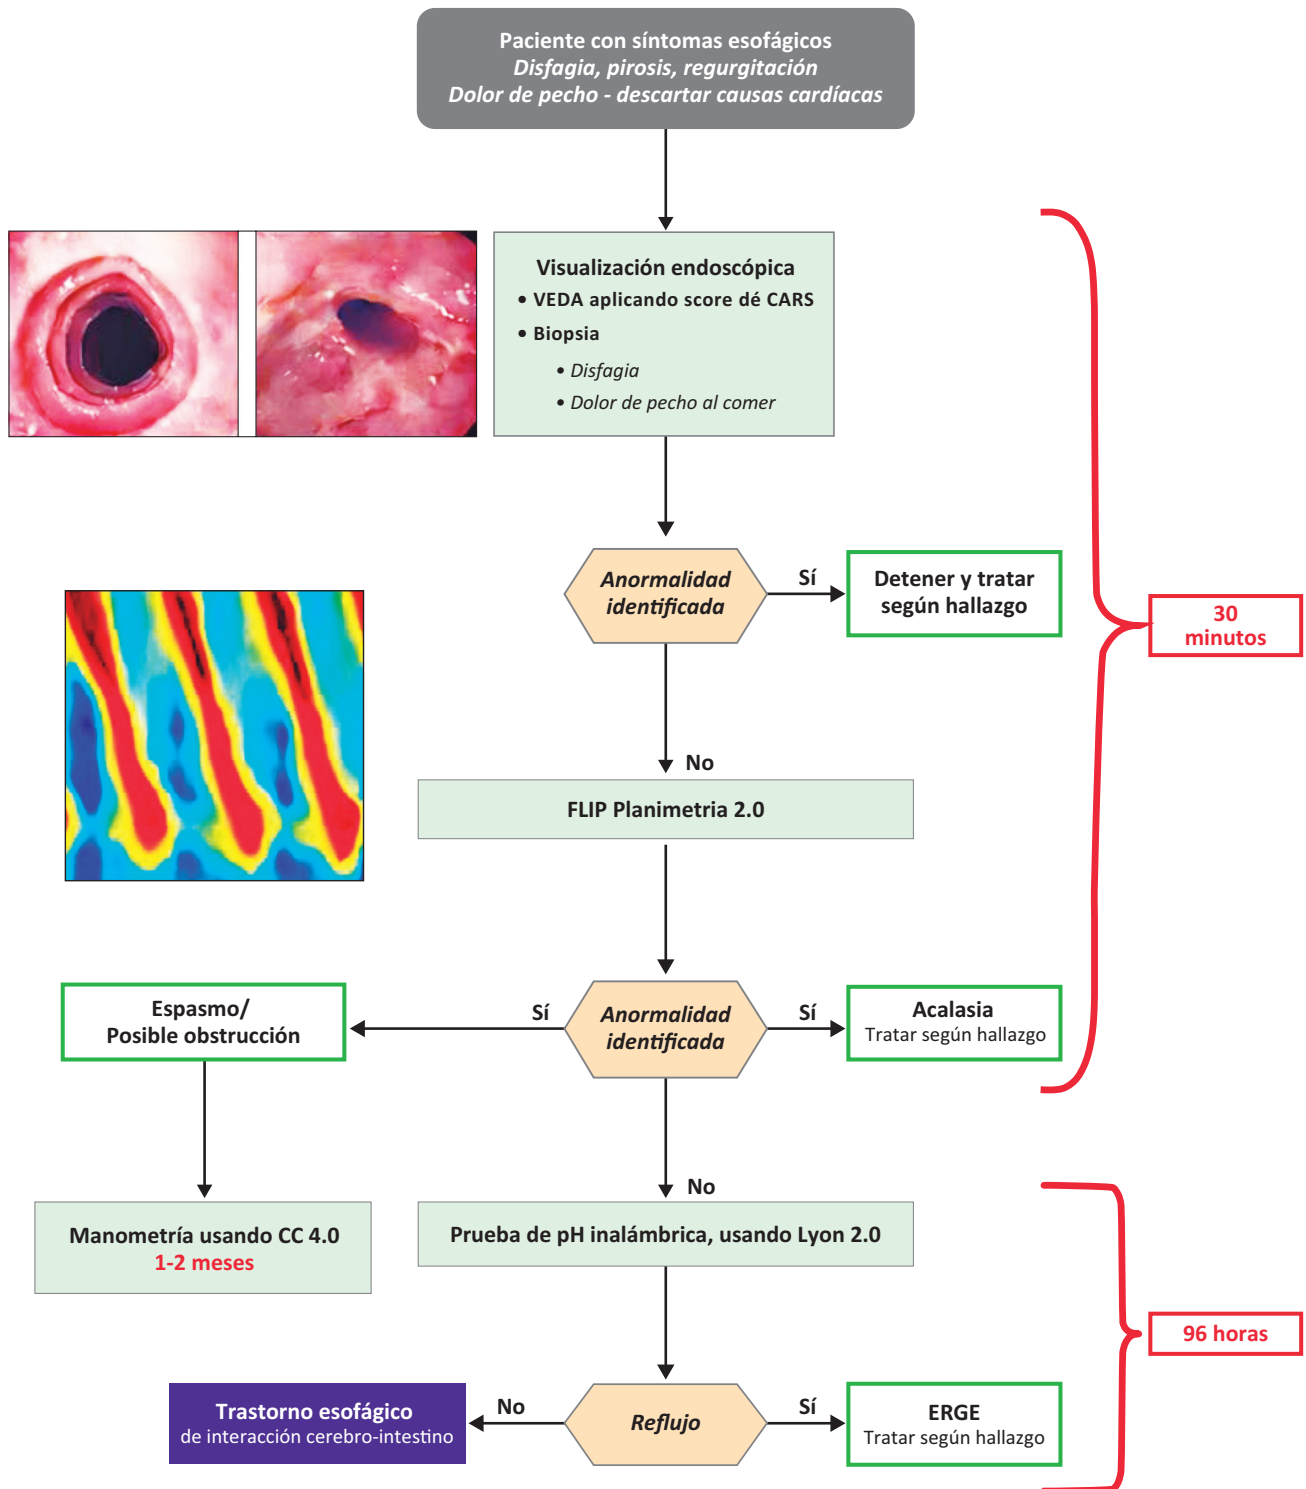 Paciente con síntomas esofágicos
Disfagia, pirosis, regurgitación
Dolor de pecho - descartar causas cardíacas
Visualización endoscópica
• VEDA aplicando score dé CARS
• Biopsia
• Disfagia
• Dolor de pecho al comer
Anormalidad
identificada
Sí
Detener y tratar
según hallazgo
30
minutos
No
FLIP Planimetria 2.0
Espasmo/
Posible obstrucción
Sí
Anormalidad
identificada
Sí
Acalasia
Tratar según hallazgo
No
Manometría usando CC 4.0
1-2 meses
Prueba de pH inalámbrica, usando Lyon 2.0
96 horas
Trastorno esofágico
de interacción cerebro-intestino
No
Reflujo
Sí
ERGE
Tratar según hallazgo